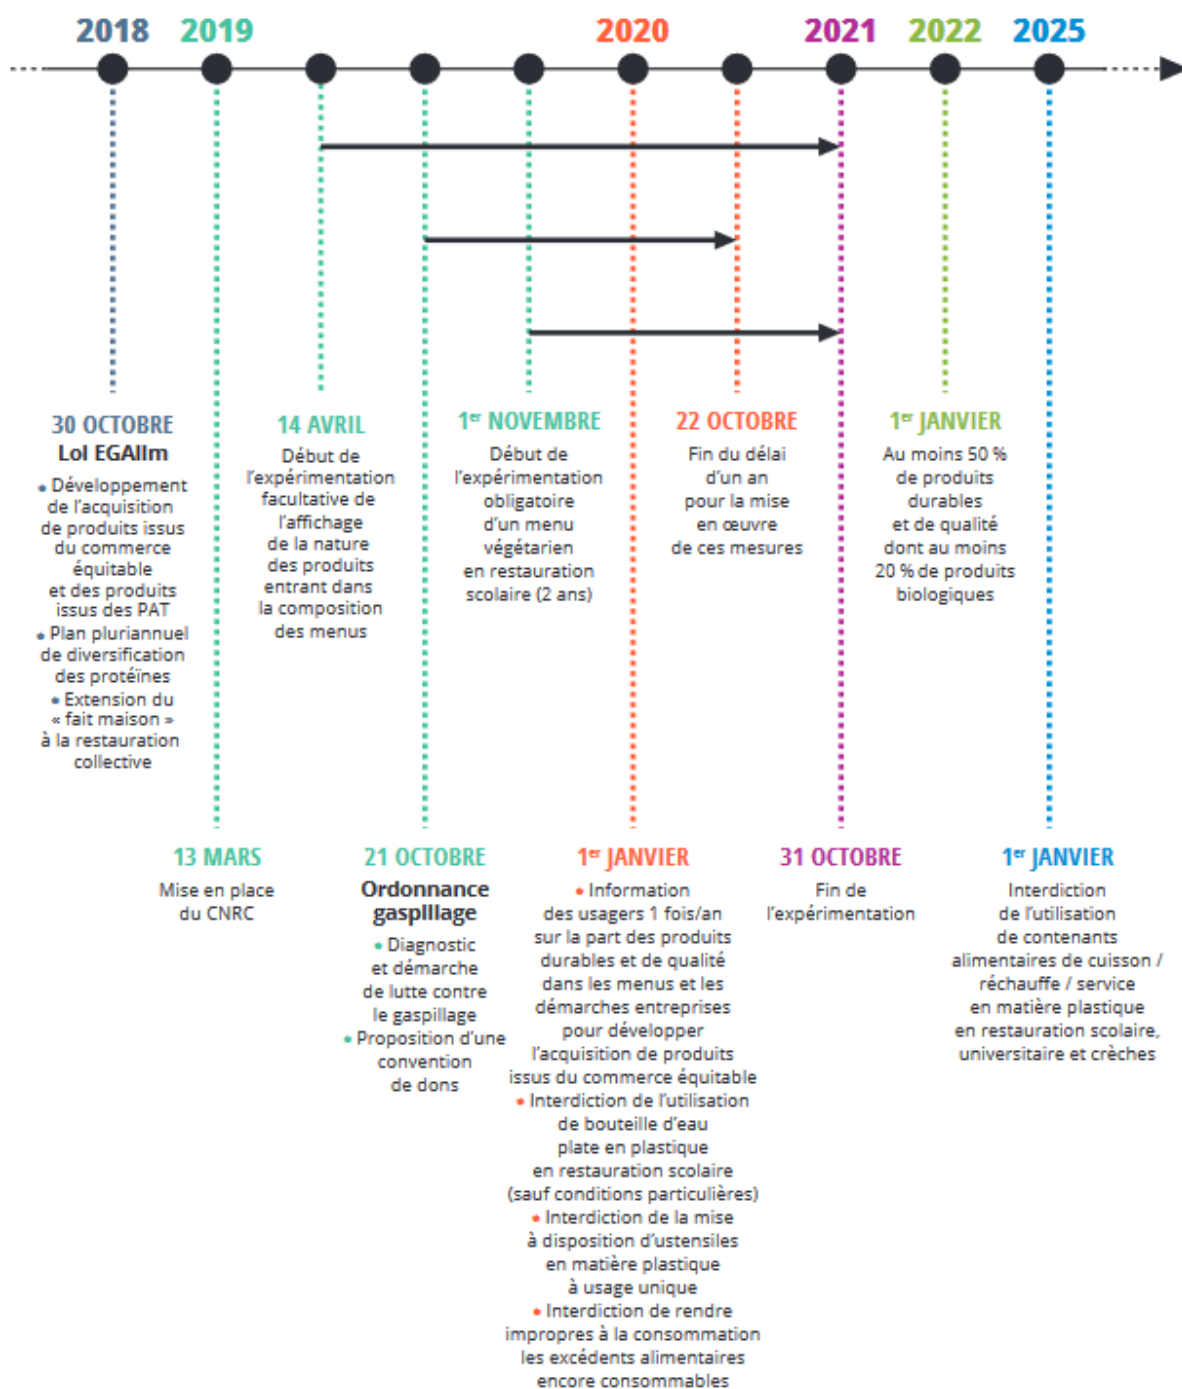 2018
2019
2020
2021
2022
2025
30 OCTOBRE
Loi EGAlim
• Développement
de l’acquisition
de produits issus
du commerce
équitable
et des produits
issus des PAT
• Plan pluriannuel
de diversification
des protéines
• Extension du
« fait maison »
à la restauration
collective
14 AVRIL
Début de
l’expérimentation
facultative de
l’affichage
de la nature
des produits
entrant dans
la composition
des menus
1er NOVEMBRE
Début de
l’expérimentation
obligatoire
d’un menu
végétarien
en restauration
scolaire (2 ans)
22 OCTOBRE
Fin du délai
d’un an
pour la mise
en œuvre
de ces mesures
1er JANVIER
Au moins 50 %
de produits
durables
et de qualité
dont au moins
20 % de produits
biologiques
13 MARS
Mise en place
du CNRC
21 OCTOBRE
Ordonnance
gaspillage
• Diagnostic
et démarche
de lutte contre
le gaspillage
• Proposition d’une
convention
de dons
1er JANVIER
• Information
des usagers 1 fois/an
sur la part des produits
durables et de qualité
dans les menus et les
démarches entreprises
pour développer
l’acquisition de produits
issus du commerce équitable
• Interdiction de l’utilisation
de bouteille d’eau
plate en plastique
en restauration scolaire
(sauf conditions particulières)
• Interdiction de la mise
à disposition d’ustensiles
en matière plastique
à usage unique
• Interdiction de rendre
impropres à la consommation
les excédents alimentaires
encore consommables
31 OCTOBRE
Fin de
l’expérimentation
1er JANVIER
Interdiction
de l’utilisation
de contenants
alimentaires de cuisson /
réchauffe / service
en matière plastique
en restauration scolaire,
universitaire et crèches